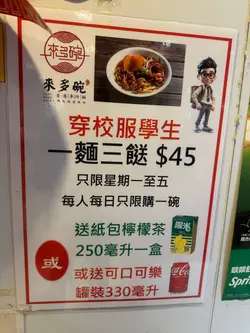 來多碗
來多碗
穿校服學生
一麵三餸 $45
只限星期一至五
每人每日只限購一碗
送紙包檸檬茶
250毫升一盒
或
或送可口可樂
罐裝330毫升
Spri